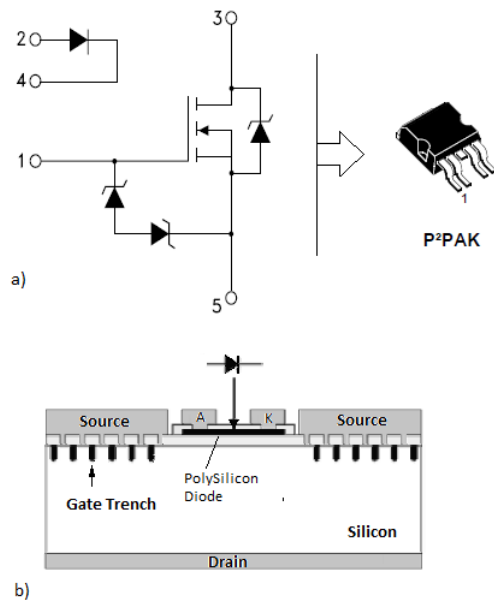 3
2
4
1
1
P²PAK
a)
5
A
K
Source
Source
PolySilicon
Diode
Gate Trench
Silicon
Drain
b)